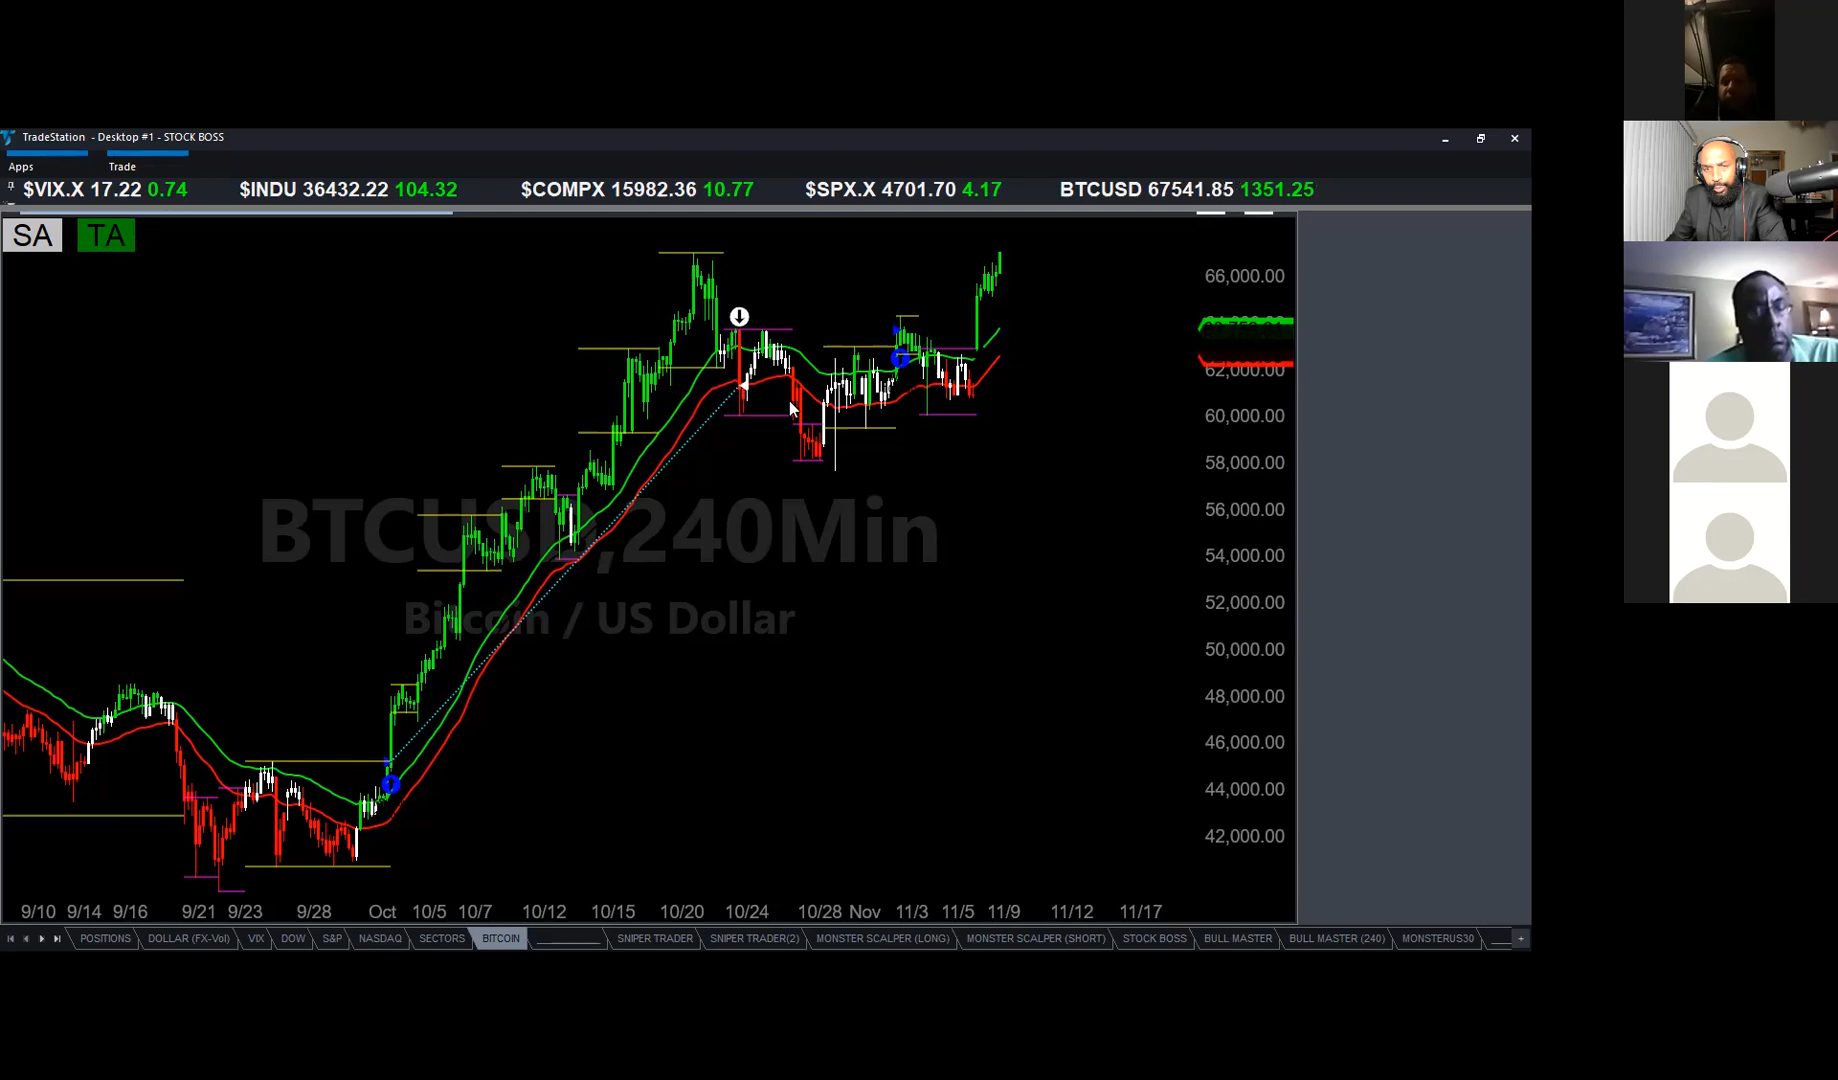 TradeStation - Desktop #1 - STOCK BOSS
Apps Trade
$VIX.X 17.22 0.74 $INDU 36432.22 104.32 $COMPX 15982.36 10.77 $SPX.X 4701.70 4.17 BTCUSD 67541.85 1351.25
SA TA
66,000.00
62,000.00
60,000.00
58,000.00
56,000.00
54,000.00
52,000.00
50,000.00
48,000.00
46,000.00
44,000.00
42,000.00
BTCUSD,240Min
Bitcoin / US Dollar
9/10 9/14 9/16 9/21 9/23 9/28 Oct 10/5 10/7 10/12 10/15 10/20 10/24 10/28 Nov 11/3 11/5 11/9 11/12 11/17
POSITIONS DOLLAR (FX-Vol) VIX DOW S&P NASDAQ SECTORS BITCOIN SNIPER TRADER SNIPER TRADER(2) MONSTER SCALPER (LONG) MONSTER SCALPER (SHORT) STOCK BOSS BULL MASTER BULL MASTER (240) MONSTERUS30